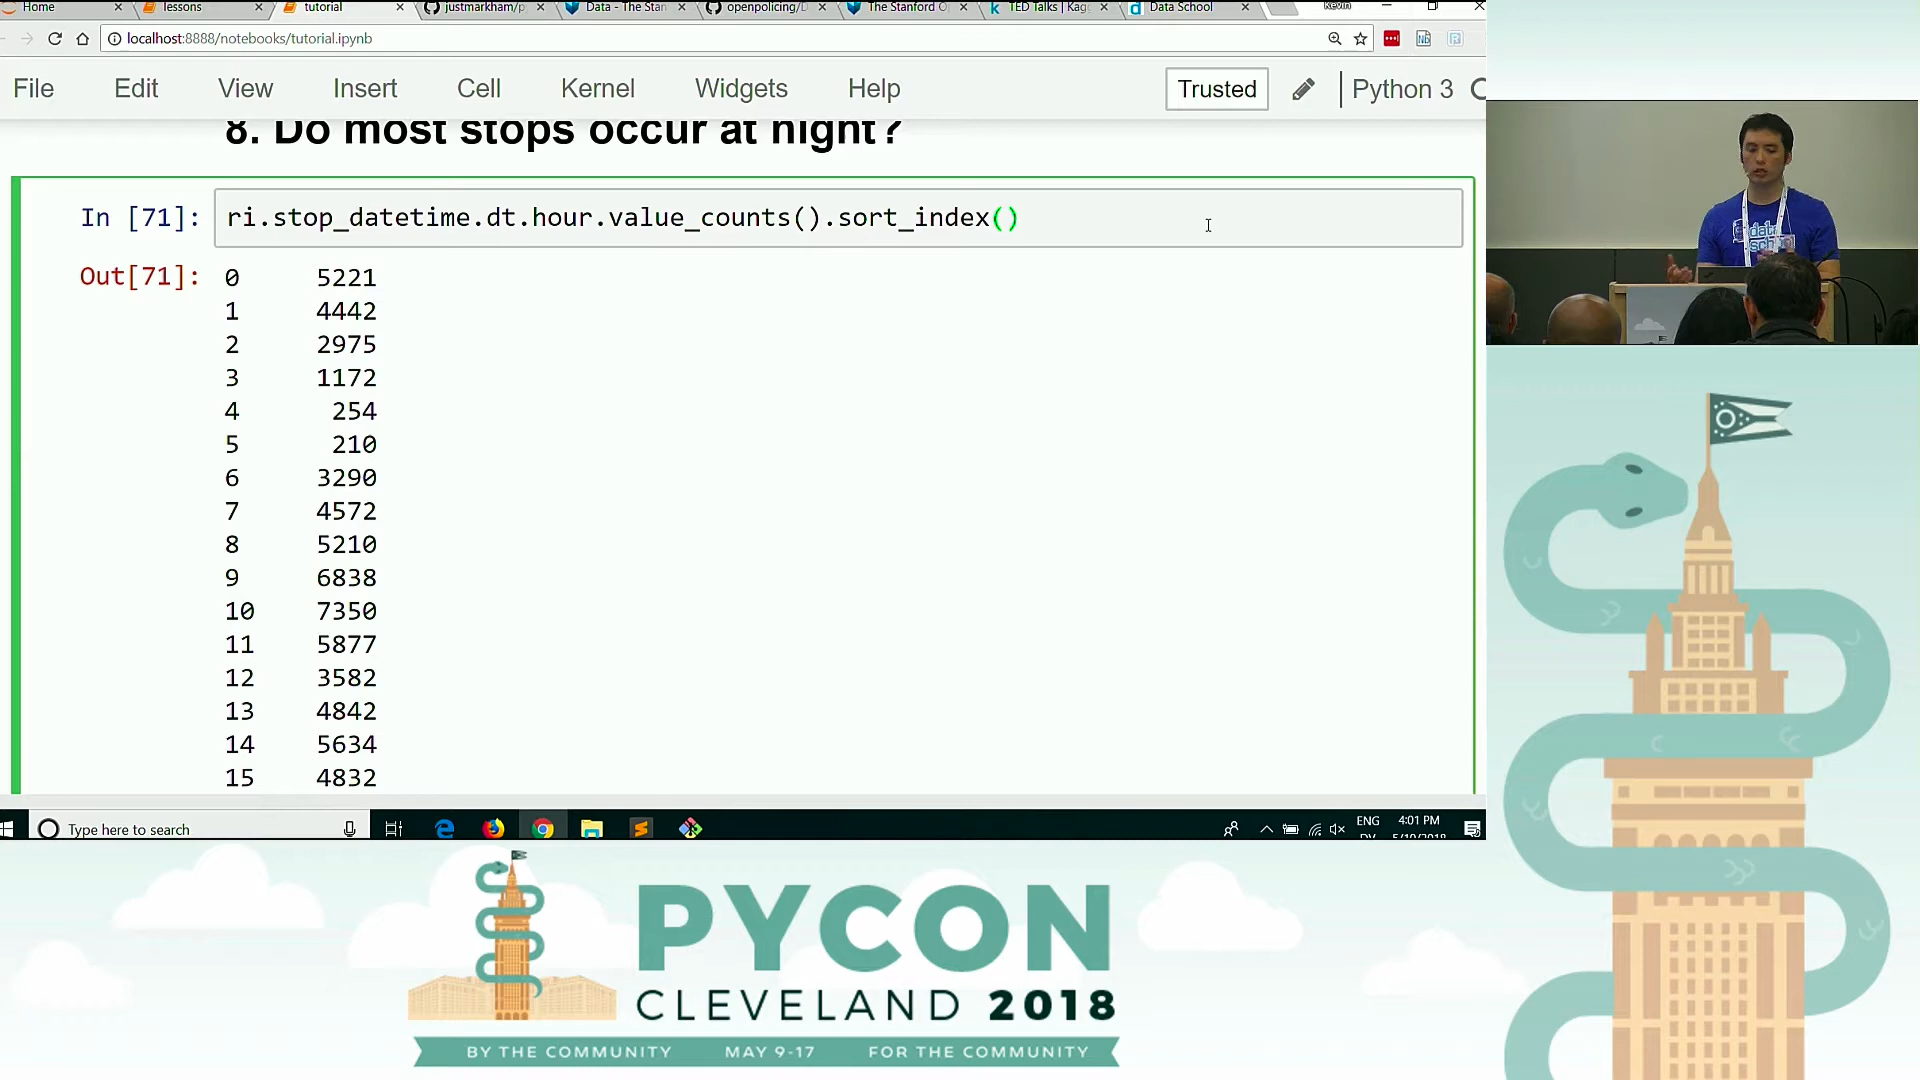 Home
lessons
tutorial
justmarkham/p
Data - The Stan
openpolicing/
The Stanford O
TED Talks | Kag
Data School
Kevin
localhost:8888/notebooks/tutorial.ipynb
File Edit View Insert Cell Kernel Widgets Help Trusted Python 3
8. Do most stops occur at night?
In [71]: ri.stop_datetime.dt.hour.value_counts().sort_index()
Out[71]: 0 5221
1 4442
2 2975
3 1172
4 254
5 210
6 3290
7 4572
8 5210
9 6838
10 7350
11 5877
12 3582
13 4842
14 5634
15 4832
Type here to search
ENG
4:01 PM
5/10/2018
data
PYCON
CLEVELAND 2018
BY THE COMMUNITY MAY 9-17 FOR THE COMMUNITY